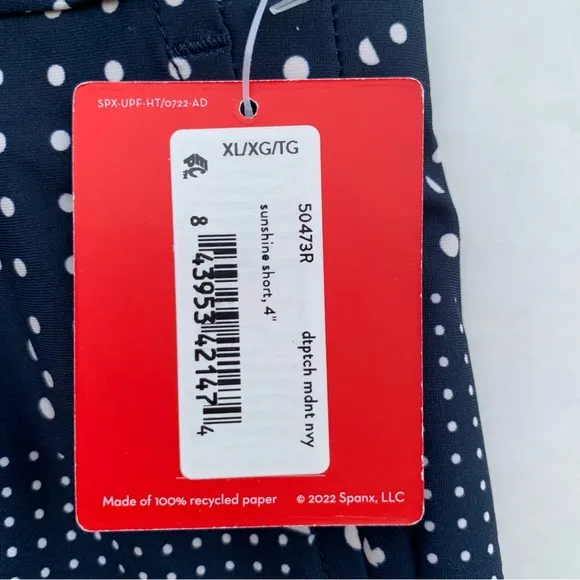 SPX-UPF-HT/0722-AD
XL/XG/TG
50473R
dtptch mdnt nvy
sunshine short, 4"
8 43953 42147 4
Made of 100% recycled paper
© 2022 Spanx, LLC